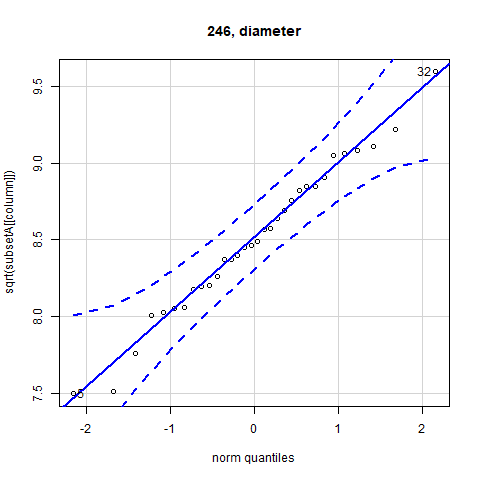 246, diameter
sqrt(subsetA[[column]])
9.5
9.0
8.5
8.0
7.5
32
-2 -1 0 1 2
norm quantiles